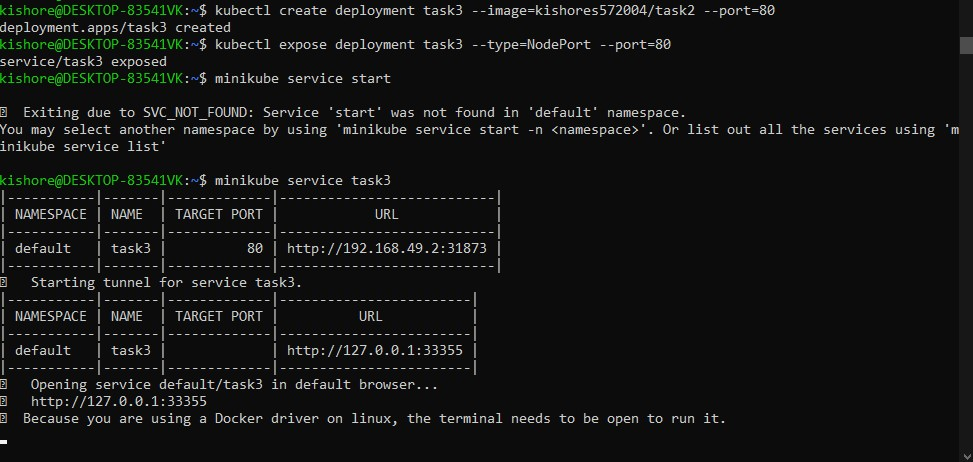 kishore@DESKTOP-83541VK:~$ kubectl create deployment task3 --image=kishores572004/task2 --port=80
deployment.apps/task3 created
kishore@DESKTOP-83541VK:~$ kubectl expose deployment task3 --type=NodePort --port=80
service/task3 exposed
kishore@DESKTOP-83541VK:~$ minikube service start
Exiting due to SVC_NOT_FOUND: Service 'start' was not found in 'default' namespace.
You may select another namespace by using 'minikube service start -n <namespace>'. Or list out all the services using 'm
inikube service list'
kishore@DESKTOP-83541VK:~$ minikube service task3
|-----------|-------|-------------|---------------------------|
| NAMESPACE | NAME  | TARGET PORT |            URL            |
|-----------|-------|-------------|---------------------------|
| default   | task3 |          80 | http://192.168.49.2:31873 |
|-----------|-------|-------------|---------------------------|
Starting tunnel for service task3.
|-----------|-------|-------------|------------------------|
| NAMESPACE | NAME  | TARGET PORT |          URL           |
|-----------|-------|-------------|------------------------|
| default   | task3 |             | http://127.0.0.1:33355 |
|-----------|-------|-------------|------------------------|
Opening service default/task3 in default browser...
http://127.0.0.1:33355
Because you are using a Docker driver on linux, the terminal needs to be open to run it.